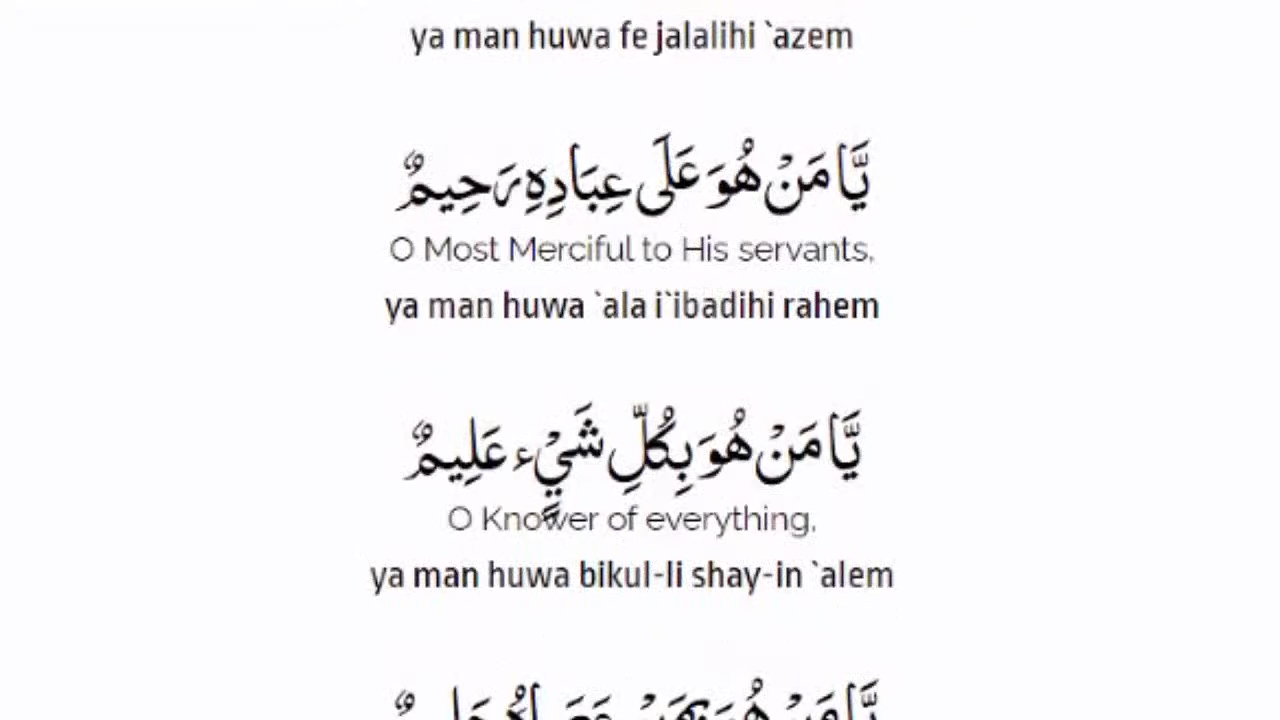 ya man huwa fe jalalihi `azem
يَّا مَنْ هُوَ عَلَى عِبَادِهِ رَحِيمٌ
O Most Merciful to His servants,
ya man huwa `ala i`ibadihi rahem
يَّا مَنْ هُوَ بِكُلِّ شَيْءٍ عَلِيمٌ
O Knower of everything,
ya man huwa bikul-li shay-in `alem
يَّا مَنْ هُوَ بِمَنْ